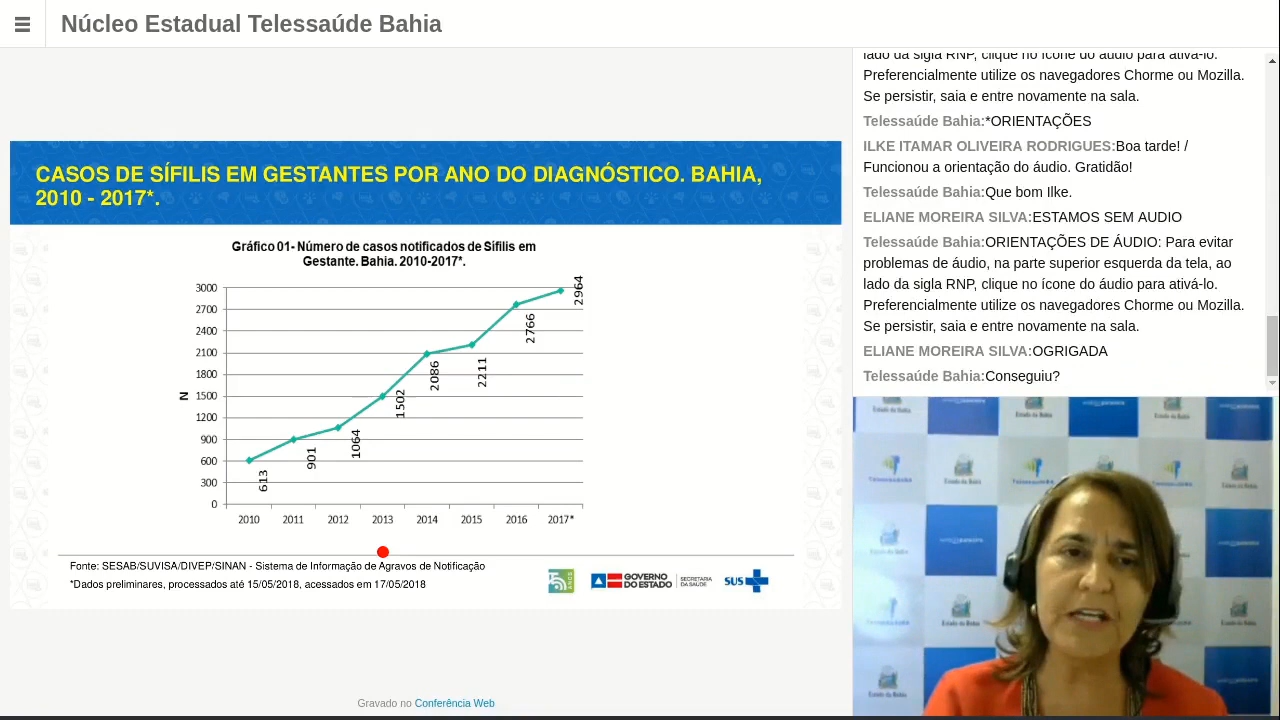 Núcleo Estadual Telessaúde Bahia
CASOS DE SÍFILIS EM GESTANTES POR ANO DO DIAGNÓSTICO. BAHIA,
2010 - 2017*.
Gráfico 01- Número de casos notificados de Sífilis em
Gestante. Bahia. 2010-2017*.
3000
2700
2400
2100
1800
1500
1200
900
600
300
0
N
613
901
1064
1502
2086
2211
2766
2964
2010 2011 2012 2013 2014 2015 2016 2017*
Fonte: SESAB/SUVISA/DIVEP/SINAN - Sistema de Informação de Agravos de Notificação
*Dados preliminares, processados até 15/05/2018, acessados em 17/05/2018
GOVERNO
DO ESTADO
SECRETARIA
DA SAÚDE
SUS
Gravado no Conferência Web
lado da sigla RNP, clique no ícone do áudio para ativá-lo.
Preferencialmente utilize os navegadores Chorme ou Mozilla.
Se persistir, saia e entre novamente na sala.
Telessaúde Bahia:*ORIENTAÇÕES
ILKE ITAMAR OLIVEIRA RODRIGUES:Boa tarde! /
Funcionou a orientação do áudio. Gratidão!
Telessaúde Bahia:Que bom Ilke.
ELIANE MOREIRA SILVA:ESTAMOS SEM AUDIO
Telessaúde Bahia:ORIENTAÇÕES DE ÁUDIO: Para evitar
problemas de áudio, na parte superior esquerda da tela, ao
lado da sigla RNP, clique no ícone do áudio para ativá-lo.
Preferencialmente utilize os navegadores Chorme ou Mozilla.
Se persistir, saia e entre novamente na sala.
ELIANE MOREIRA SILVA:OGRIGADA
Telessaúde Bahia:Conseguiu?